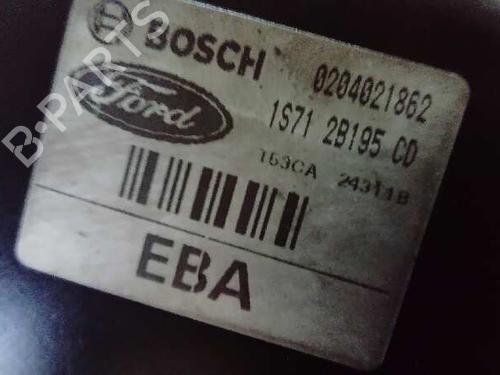 BOSCH
0204021862
Ford
1S71 2B195 CD
153CA 24311B
EBA
B-PARTS